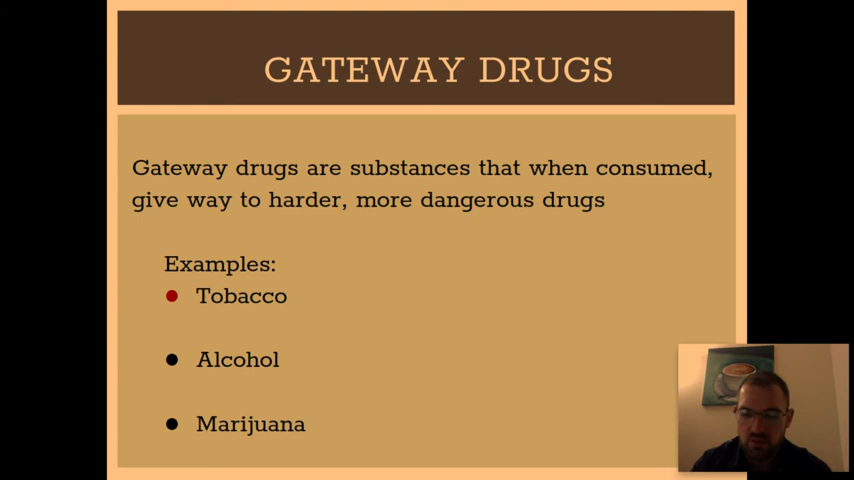 GATEWAY DRUGS
Gateway drugs are substances that when consumed,
give way to harder, more dangerous drugs
Examples:
Tobacco
Alcohol
Marijuana